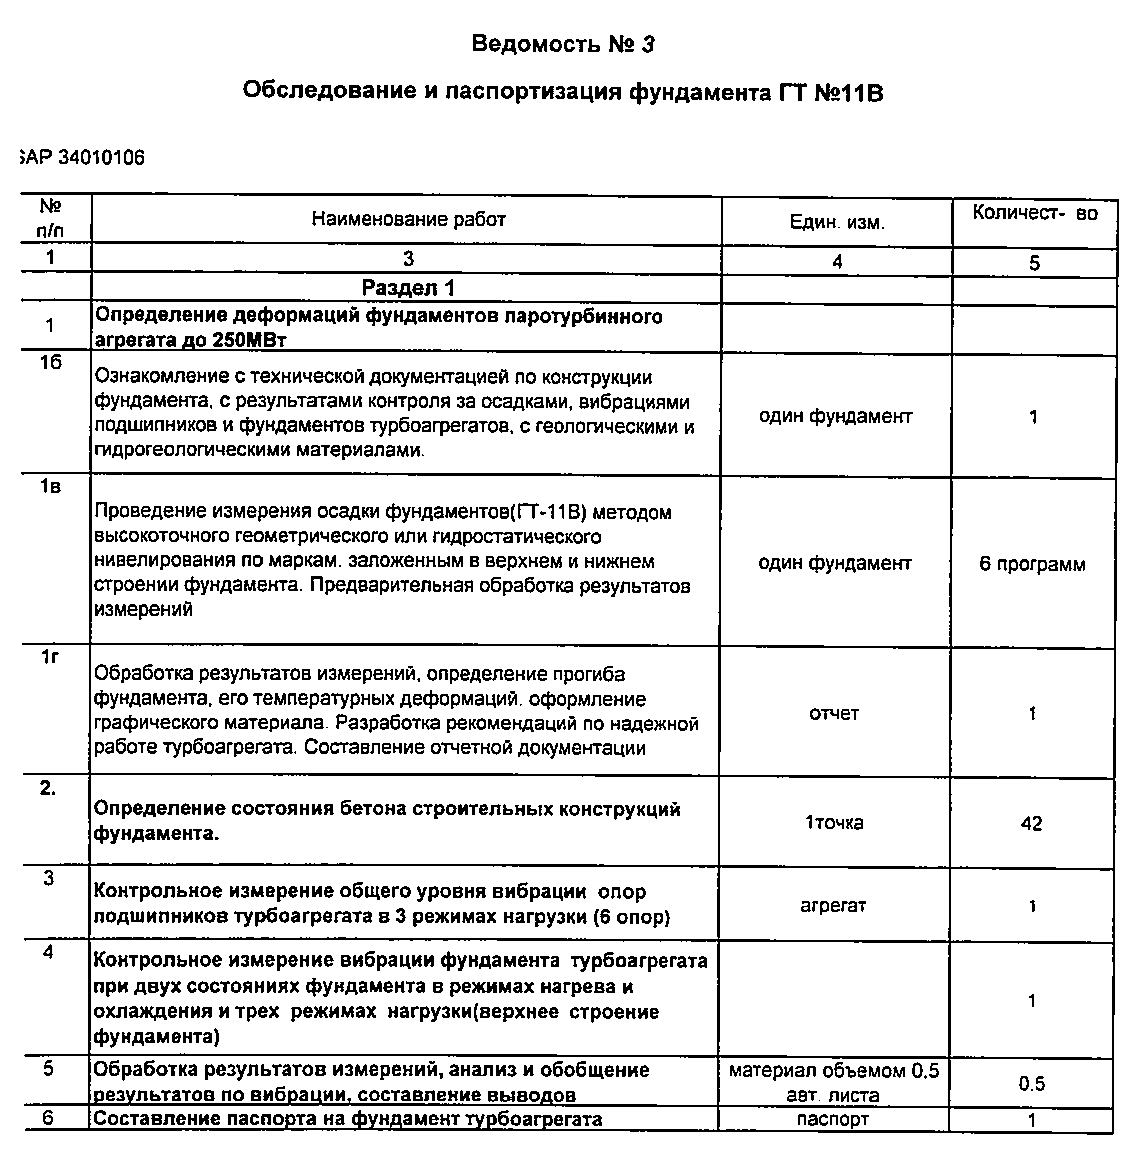 Ведомость № 3
Обследование и паспортизация фундамента ГТ №11В
SAP 34010106
№ п/п
Наименование работ
Един. изм.
Количест- во
1
3
4
5
Раздел 1
1
Определение деформаций фундаментов паротурбинного
агрегата до 250МВт
1б
Ознакомление с технической документацией по конструкции
фундамента, с результатами контроля за осадками, вибрациями
подшипников и фундаментов турбоагрегатов, с геологическими и
гидрогеологическими материалами.
один фундамент
1
1в
Проведение измерения осадки фундаментов(ГТ-11В) методом
высокоточного геометрического или гидростатического
нивелирования по маркам. заложенным в верхнем и нижнем
строении фундамента. Предварительная обработка результатов
измерений
один фундамент
6 программ
1г
Обработка результатов измерений, определение прогиба
фундамента, его температурных деформаций. оформление
графического материала. Разработка рекомендаций по надежной
работе турбоагрегата. Составление отчетной документации
отчет
1
2.
Определение состояния бетона строительных конструкций
фундамента.
1точка
42
3
Контрольное измерение общего уровня вибрации опор
подшипников турбоагрегата в 3 режимах нагрузки (6 опор)
агрегат
1
4
Контрольное измерение вибрации фундамента турбоагрегата
при двух состояниях фундамента в режимах нагрева и
охлаждения и трех режимах нагрузки(верхнее строение
фундамента)
1
5
Обработка результатов измерений, анализ и обобщение
результатов по вибрации, составление выводов
материал объемом 0,5
авт. листа
0.5
6
Составление паспорта на фундамент турбоагрегата
паспорт
1